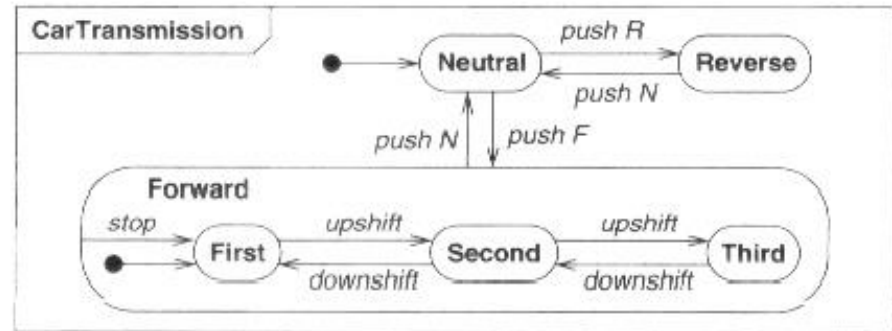 CarTransmission
push R
Neutral
Reverse
push N
push N
push F
Forward
stop
upshift
upshift
First
Second
Third
downshift
downshift